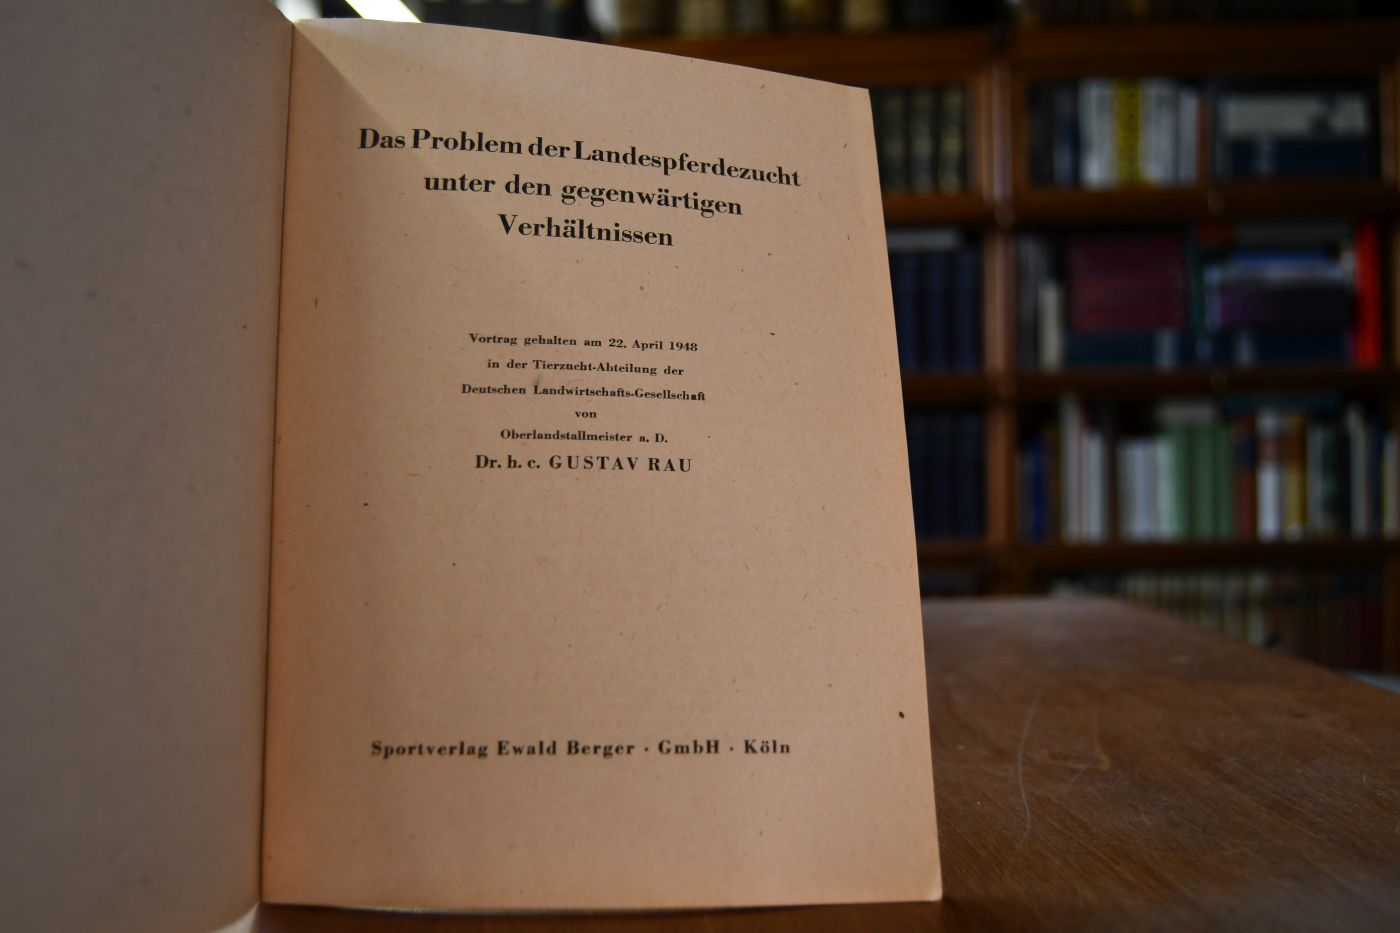 Das Problem der Landespferdezucht
unter den gegenwärtigen
Verhältnissen
Vortrag gehalten am 22. April 1948
in der Tierzucht-Abteilung der
Deutschen Landwirtschafts-Gesellschaft
von
Oberlandstallmeister a. D.
Dr. h. c. GUSTAV RAU
Sportverlag Ewald Berger · GmbH · Köln